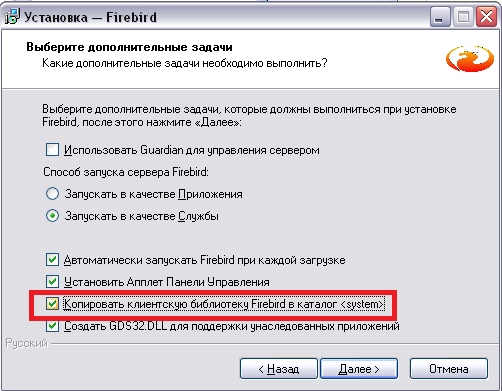 Установка — Firebird
Выберите дополнительные задачи
Какие дополнительные задачи необходимо выполнить?
Выберите дополнительные задачи, которые должны выполниться при установке
Firebird, после этого нажмите «Далее»:
Использовать Guardian для управления сервером
Способ запуска сервера Firebird:
Запускать в качестве Приложения
Запускать в качестве Службы
Автоматически запускать Firebird при каждой загрузке
Установить Апплет Панели Управления
Копировать клиентскую библиотеку Firebird в каталог <system>
Создать GDS32.DLL для поддержки унаследованных приложений
Русский
< Назад
Далее >
Отмена